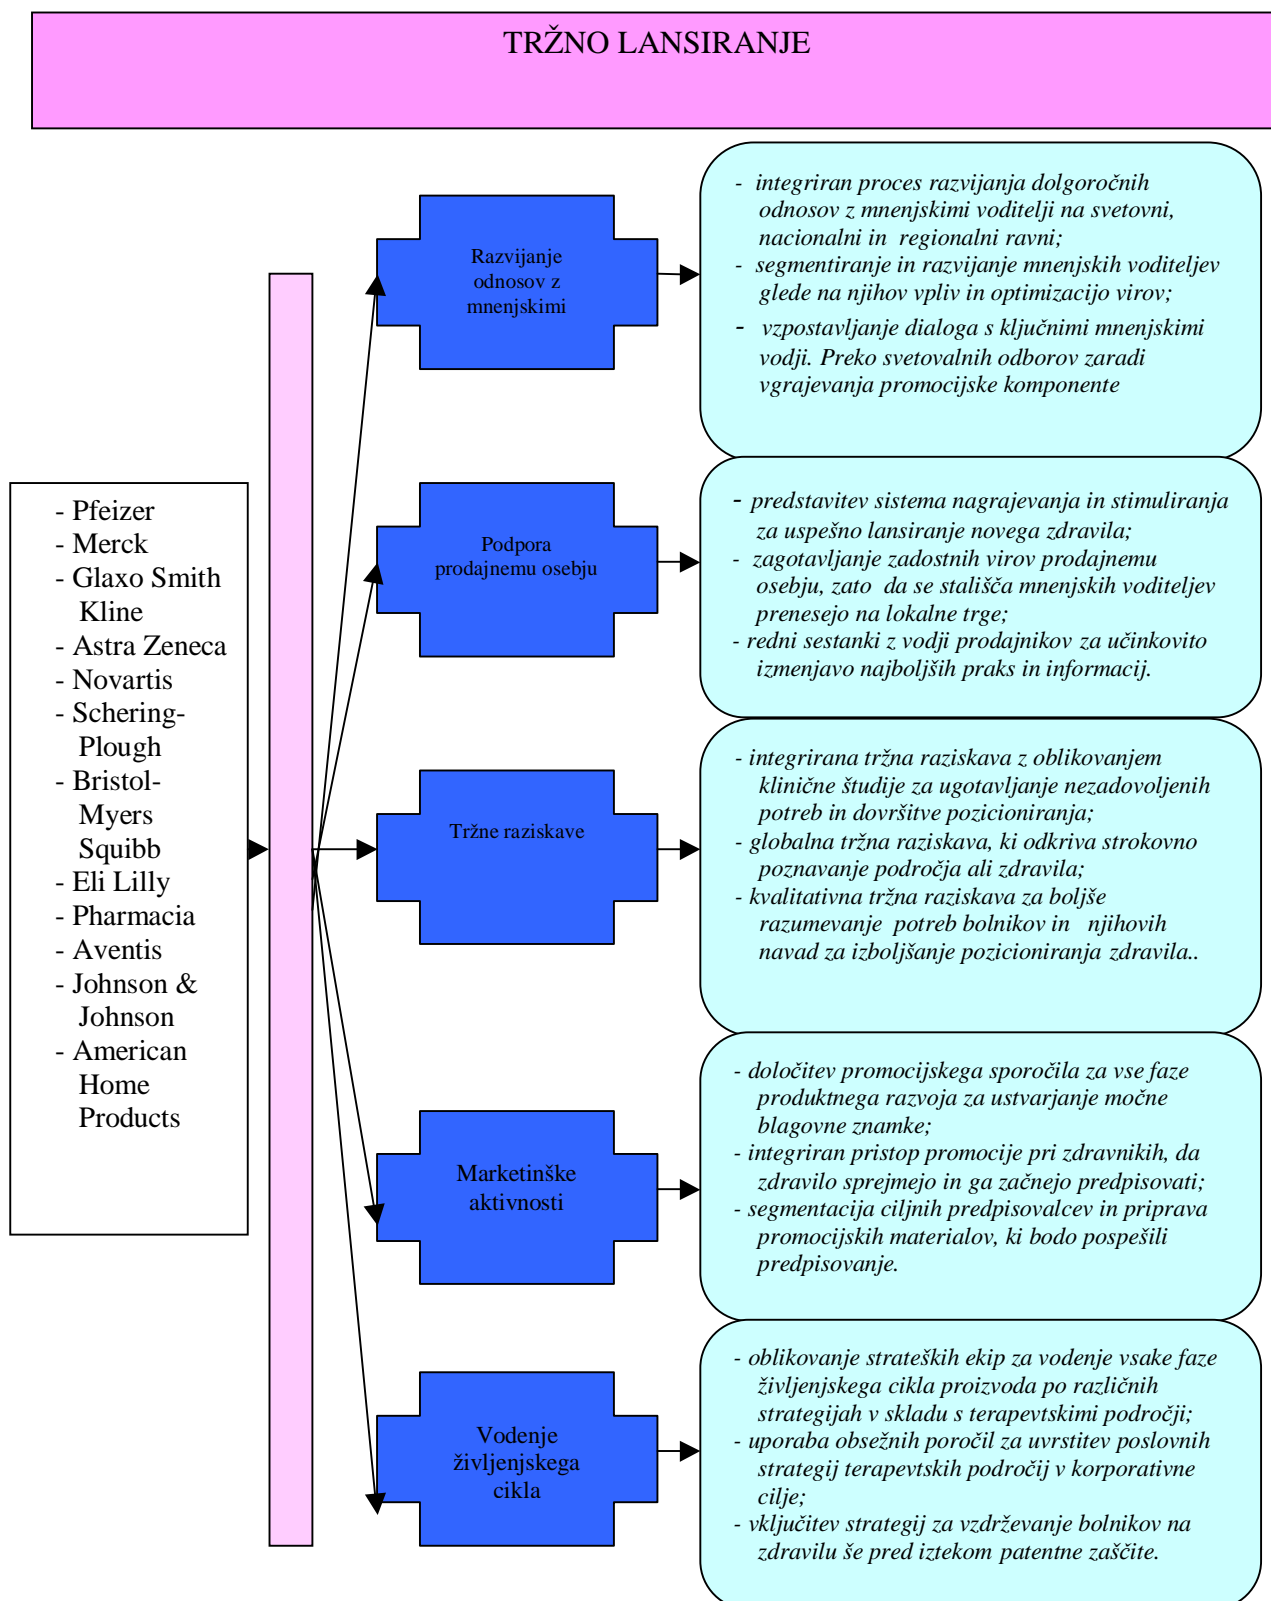 TRŽNO LANSIRANJE
- Pfeizer
- Merck
- Glaxo Smith
Kline
- Astra Zeneca
- Novartis
- Schering-
Plough
- Bristol-
Myers
Squibb
- Eli Lilly
- Pharmacia
- Aventis
- Johnson &
Johnson
- American
Home
Products
Razvijanje
odnosov z
mnenjskimi
- integriran proces razvijanja dolgoročnih
odnosov z mnenjskimi voditelji na svetovni,
nacionalni in regionalni ravni;
- segmentiranje in razvijanje mnenjskih voditeljev
glede na njihov vpliv in optimizacijo virov;
- vzpostavljanje dialoga s ključnimi mnenjskimi
vodji. Preko svetovalnih odborov zaradi
vgrajevanja promocijske komponente
Podpora
prodajnemu osebju
- predstavitev sistema nagrajevanja in stimuliranja
za uspešno lansiranje novega zdravila;
- zagotavljanje zadostnih virov prodajnemu
osebju, zato da se stališča mnenjskih voditeljev
prenesejo na lokalne trge;
- redni sestanki z vodji prodajnikov za učinkovito
izmenjavo najboljših praks in informacij.
Tržne raziskave
- integrirana tržna raziskava z oblikovanjem
klinične študije za ugotavljanje nezadovoljenih
potreb in dovršitve pozicioniranja;
- globalna tržna raziskava, ki odkriva strokovno
poznavanje področja ali zdravila;
- kvalitativna tržna raziskava za boljše
razumevanje potreb bolnikov in njihovih
navad za izboljšanje pozicioniranja zdravila..
Marketinške
aktivnosti
- določitev promocijskega sporočila za vse faze
produktnega razvoja za ustvarjanje močne
blagovne znamke;
- integriran pristop promocije pri zdravnikih, da
zdravilo sprejmejo in ga začnejo predpisovati;
- segmentacija ciljnih predpisovalcev in priprava
promocijskih materialov, ki bodo pospešili
predpisovanje.
Vodenje
življenjskega
cikla
- oblikovanje strateških ekip za vodenje vsake faze
življenjskega cikla proizvoda po različnih
strategijah v skladu s terapevtskimi področji;
- uporaba obsežnih poročil za uvrstitev poslovnih
strategij terapevtskih področij v korporativne
cilje;
- vključitev strategij za vzdrževanje bolnikov na
zdravilu še pred iztekom patentne zaščite.